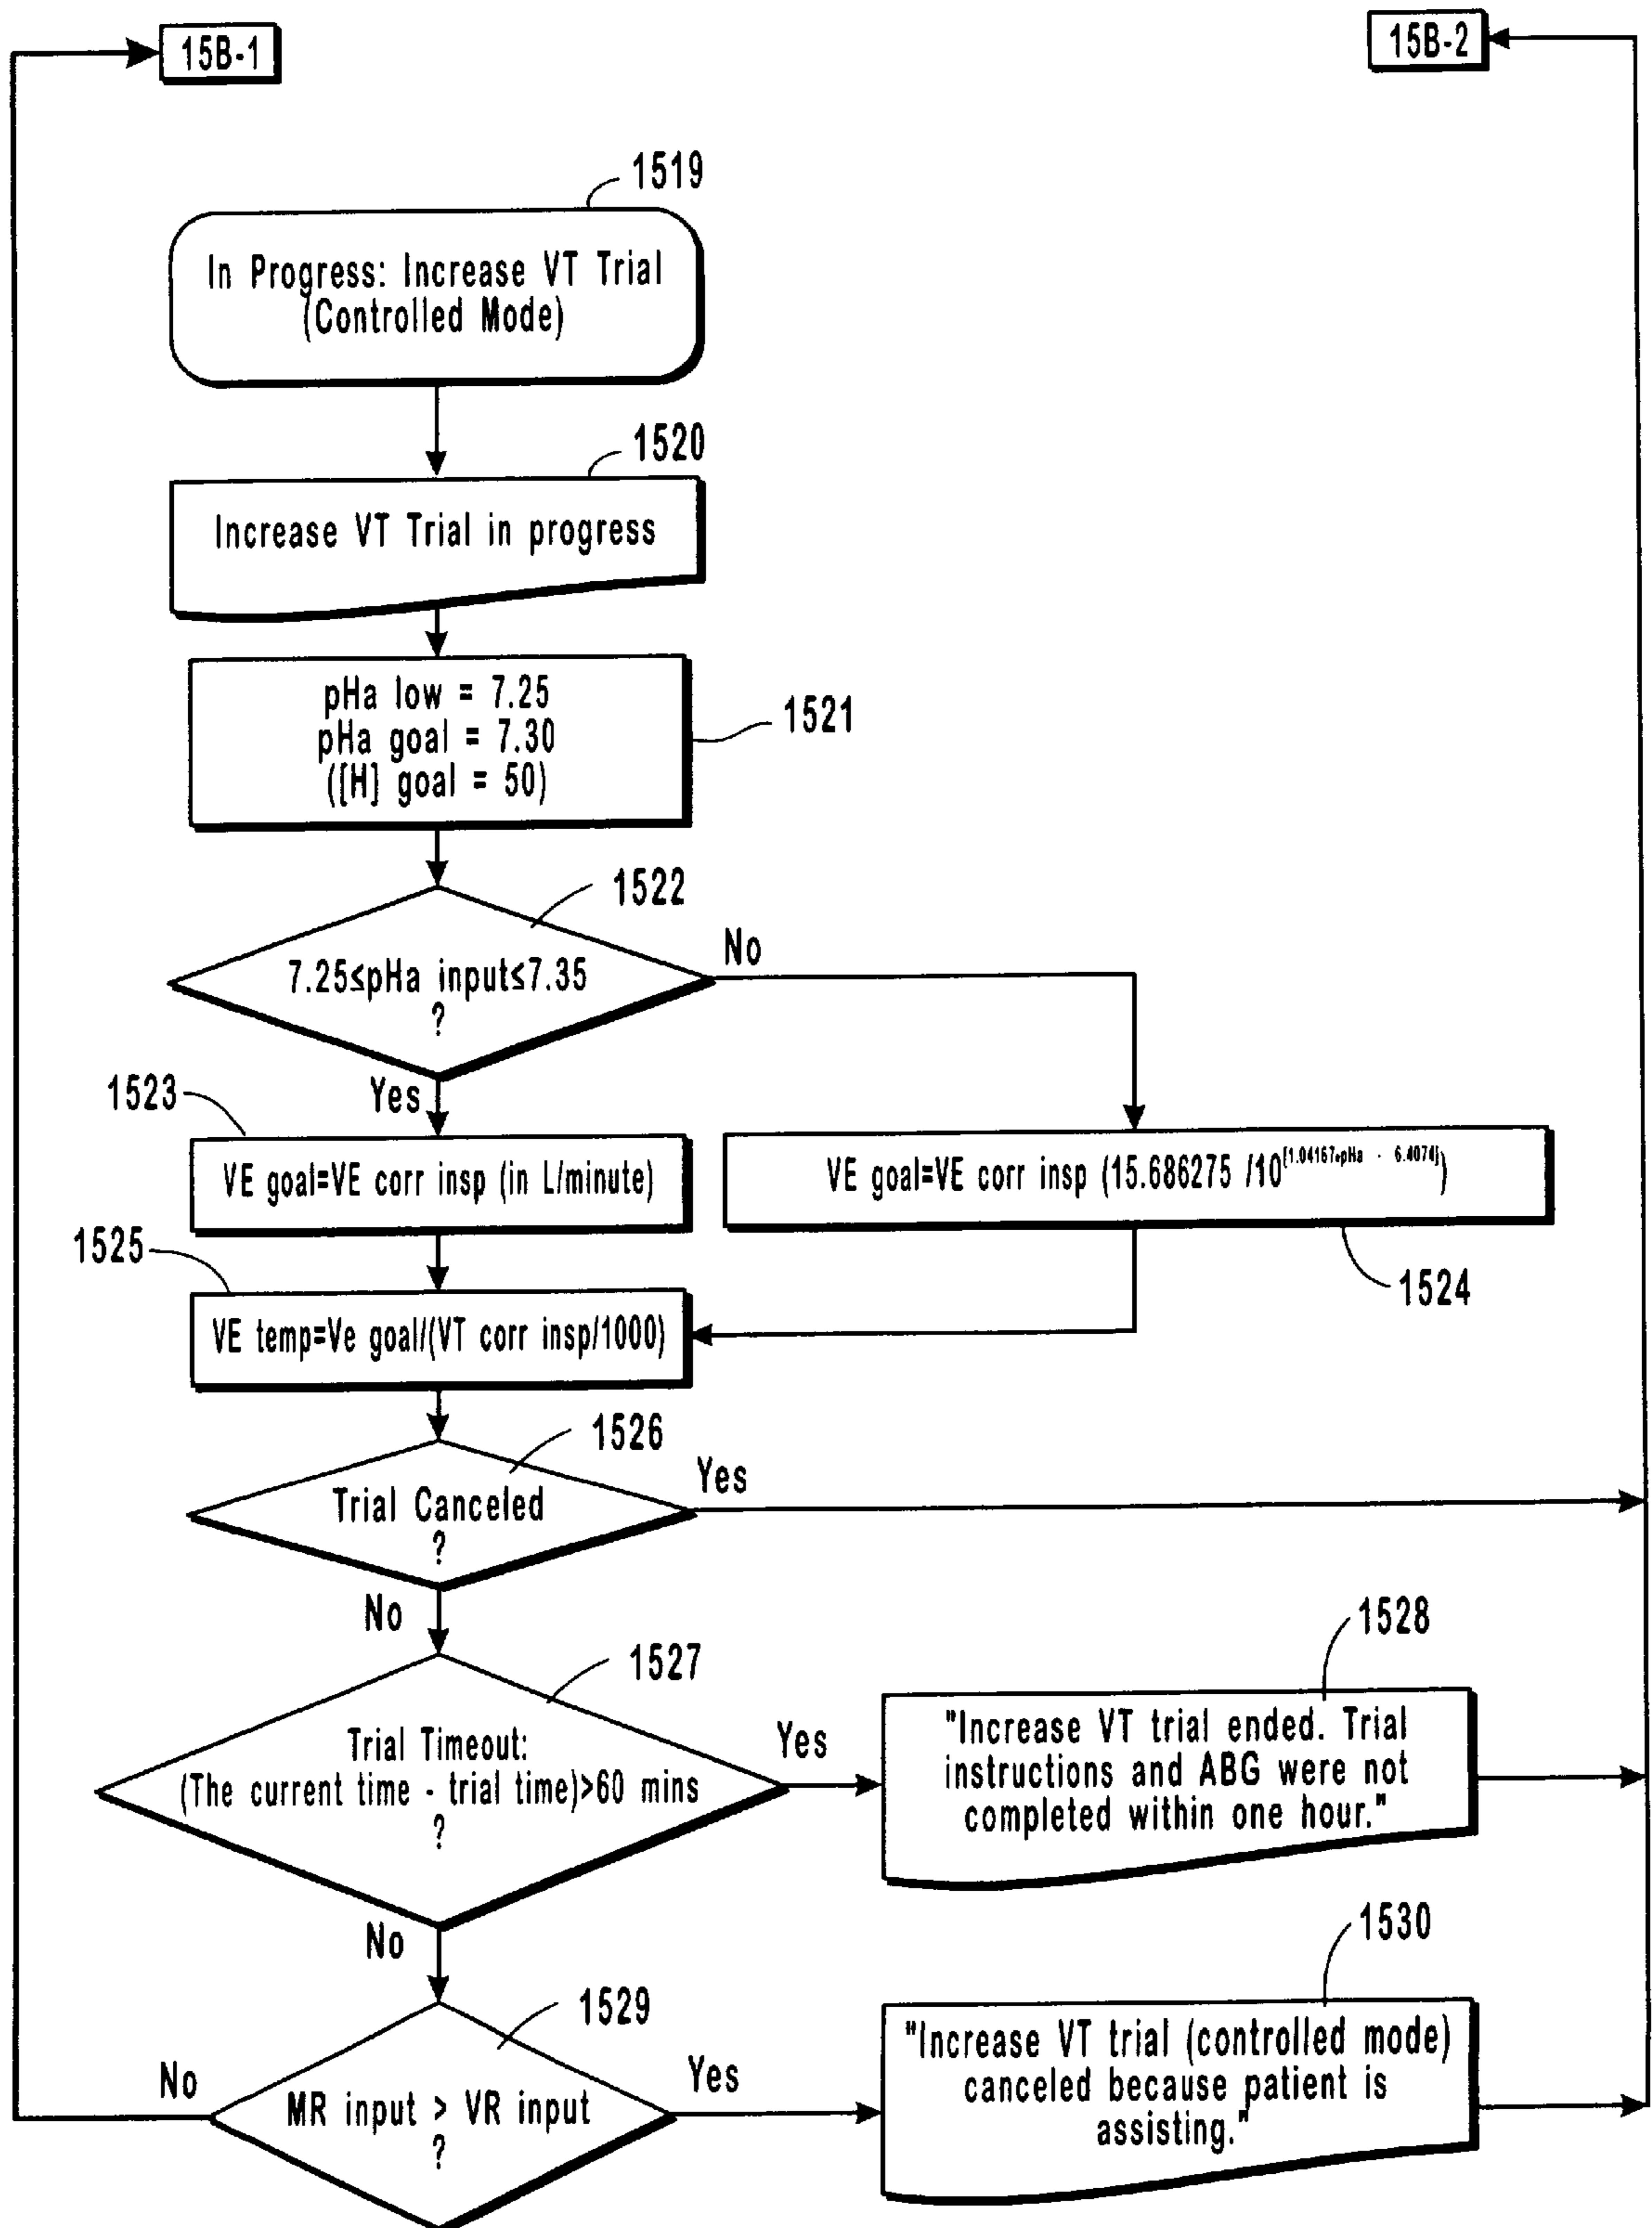 15B-1
15B-2
1519
In Progress: Increase VT Trial
(Controlled Mode)
1520
Increase VT Trial in progress
pHa low = 7.25
pHa goal = 7.30
([H] goal = 50)
1521
1522
7.25≤pHa input≤7.35
?
No
Yes
1523
VE goal=VE corr insp (in L/minute)
VE goal=VE corr insp (15.686275 /10[1.04167•pHa - 6.4074])
1524
1525
VE temp=Ve goal/(VT corr insp/1000)
1526
Trial Canceled
?
Yes
No
1527
Trial Timeout:
(The current time - trial time)>60 mins
?
Yes
1528
"Increase VT trial ended. Trial
instructions and ABG were not
completed within one hour."
No
1529
MR input > VR input
?
No
Yes
1530
"Increase VT trial (controlled mode)
canceled because patient is
assisting."